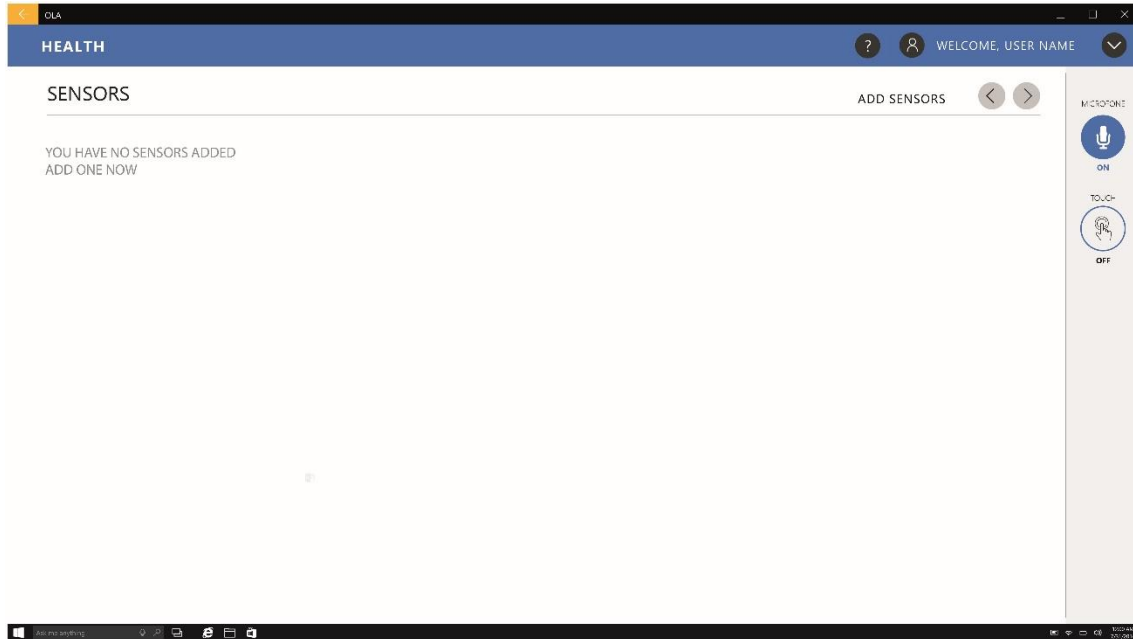 OLA
HEALTH
? WELCOME, USER NAME
SENSORS
ADD SENSORS
YOU HAVE NO SENSORS ADDED
ADD ONE NOW
MICROFONE
ON
TOUCH
OFF
Ask me anything